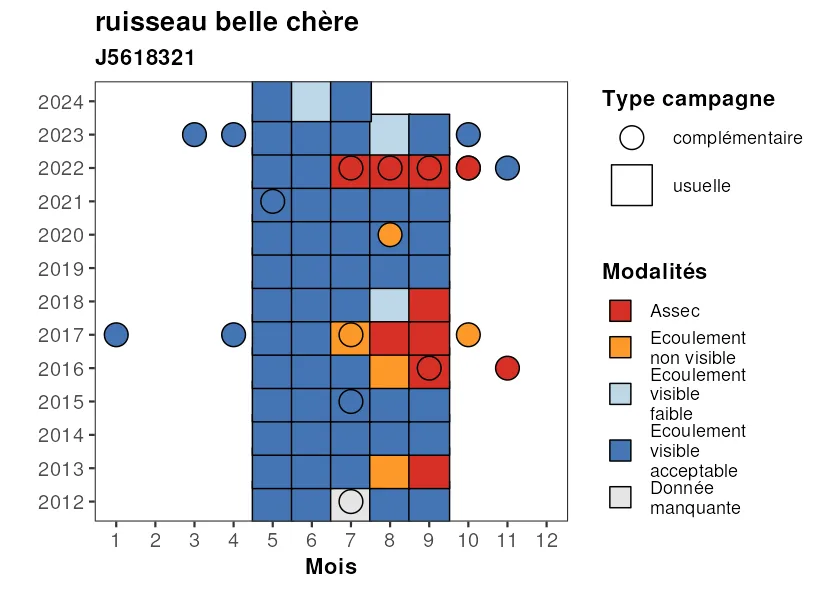 ruisseau belle chère
J5618321
2024
2023
2022
2021
2020
2019
2018
2017
2016
2015
2014
2013
2012
1 2 3 4 5 6 7 8 9 10 11 12
Mois
Type campagne
complémentaire
usuelle
Modalités
Assec
Ecoulement
non visible
Ecoulement
visible
faible
Ecoulement
visible
acceptable
Donnée
manquante